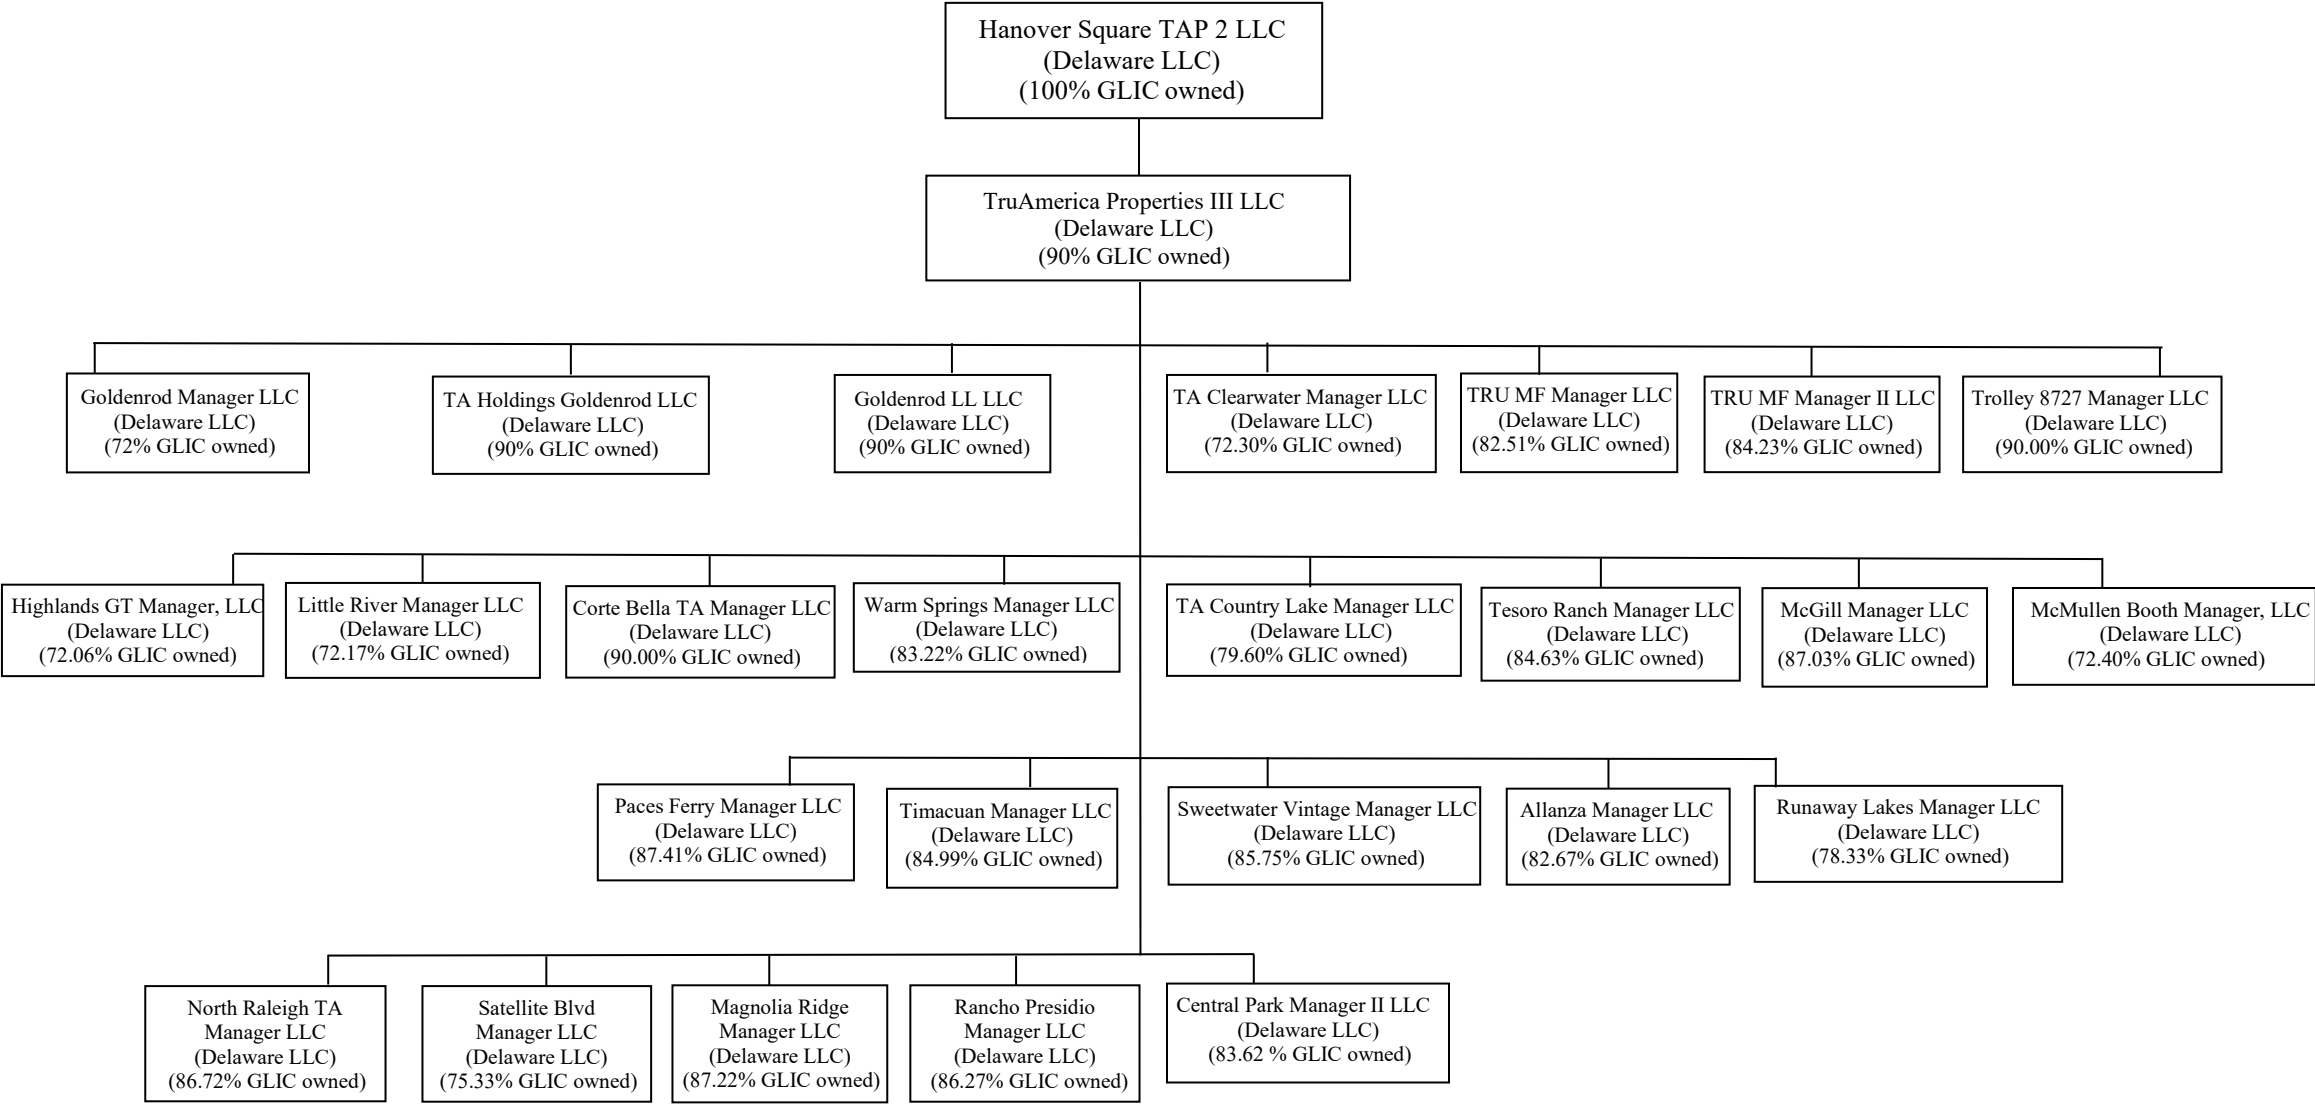 Hanover Square TAP 2 LLC
(Delaware LLC)
(100% GLIC owned)
TruAmerica Properties III LLC
(Delaware LLC)
(90% GLIC owned)
Goldenrod Manager LLC
(Delaware LLC)
(72% GLIC owned)
TA Holdings Goldenrod LLC
(Delaware LLC)
(90% GLIC owned)
Goldenrod LL LLC
(Delaware LLC)
(90% GLIC owned)
TA Clearwater Manager LLC
(Delaware LLC)
(72.30% GLIC owned)
TRU MF Manager LLC
(Delaware LLC)
(82.51% GLIC owned)
TRU MF Manager II LLC
(Delaware LLC)
(84.23% GLIC owned)
Trolley 8727 Manager LLC
(Delaware LLC)
(90.00% GLIC owned)
Highlands GT Manager, LLC
(Delaware LLC)
(72.06% GLIC owned)
Little River Manager LLC
(Delaware LLC)
(72.17% GLIC owned)
Corte Bella TA Manager LLC
(Delaware LLC)
(90.00% GLIC owned)
Warm Springs Manager LLC
(Delaware LLC)
(83.22% GLIC owned)
TA Country Lake Manager LLC
(Delaware LLC)
(79.60% GLIC owned)
Tesoro Ranch Manager LLC
(Delaware LLC)
(84.63% GLIC owned)
McGill Manager LLC
(Delaware LLC)
(87.03% GLIC owned)
McMullen Booth Manager, LLC
(Delaware LLC)
(72.40% GLIC owned)
Paces Ferry Manager LLC
(Delaware LLC)
(87.41% GLIC owned)
Timacuan Manager LLC
(Delaware LLC)
(84.99% GLIC owned)
Sweetwater Vintage Manager LLC
(Delaware LLC)
(85.75% GLIC owned)
Allanza Manager LLC
(Delaware LLC)
(82.67% GLIC owned)
Runaway Lakes Manager LLC
(Delaware LLC)
(78.33% GLIC owned)
North Raleigh TA
Manager LLC
(Delaware LLC)
(86.72% GLIC owned)
Satellite Blvd
Manager LLC
(Delaware LLC)
(75.33% GLIC owned)
Magnolia Ridge
Manager LLC
(Delaware LLC)
(87.22% GLIC owned)
Rancho Presidio
Manager LLC
(Delaware LLC)
(86.27% GLIC owned)
Central Park Manager II LLC
(Delaware LLC)
(83.62 % GLIC owned)